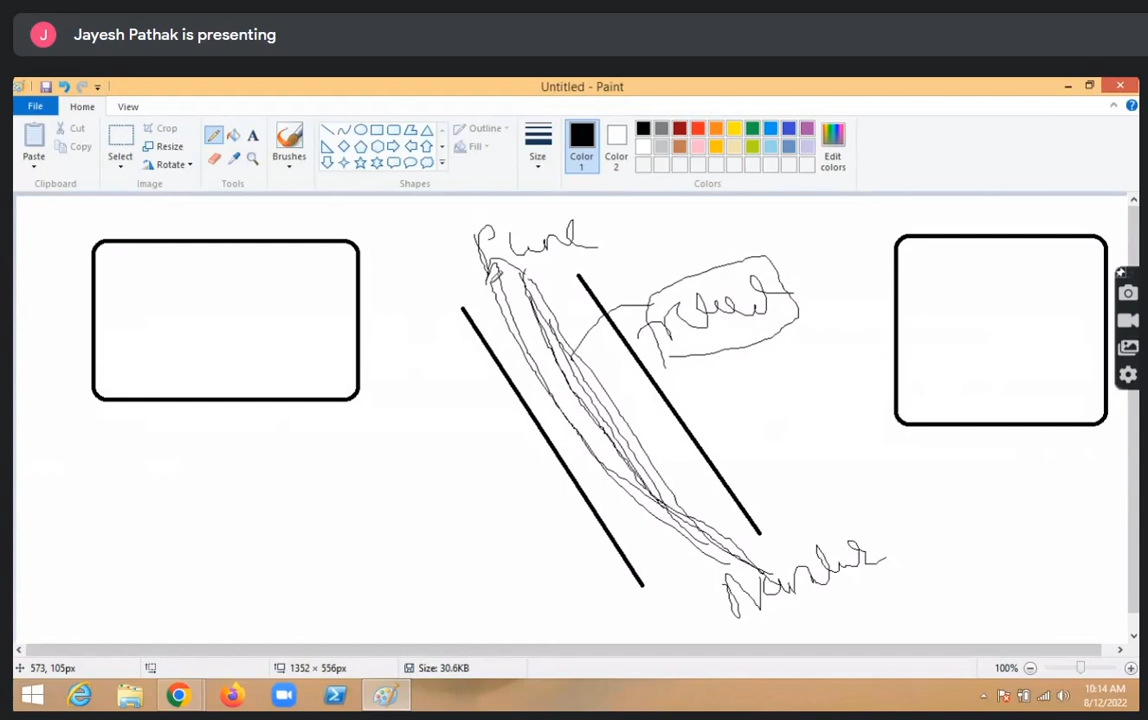 J Jayesh Pathak is presenting
Untitled - Paint
File Home View
Paste
Cut
Copy
Clipboard
Select
Crop
Resize
Rotate
Image
A
Tools
Brushes
Outline
Fill
Shapes
Size
Color 1
Color 2
Edit colors
Colors
573, 105px
1352 × 556px
Size: 30.6KB
100%
10:14 AM
8/12/2022